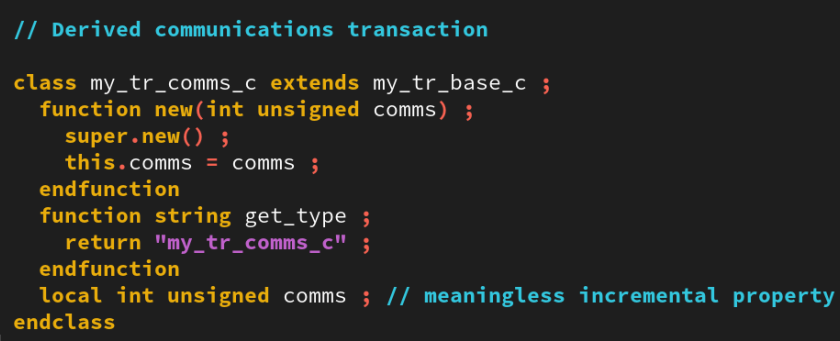 // Derived communications transaction
class my_tr_comms_c extends my_tr_base_c ;
function new(int unsigned comms) ;
super.new() ;
this.comms = comms ;
endfunction
function string get_type ;
return "my_tr_comms_c" ;
endfunction
local int unsigned comms ; // meaningless incremental property
endclass